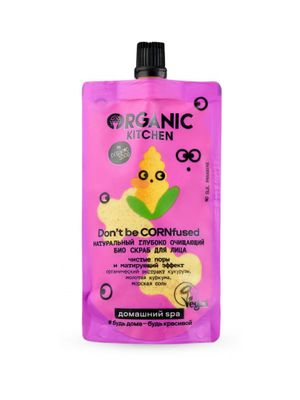 ORGANIC
KITCHEN
Don't be CORNfused
НАТУРАЛЬНЫЙ ГЛУБОКО ОЧИЩАЮЩИЙ
БИО СКРАБ ДЛЯ ЛИЦА
чистые поры
и матирующий эффект
органический экстракт кукурузы,
молотая куркума,
морская соль
Vegan
домашний spa
#будь дома – будь красивой